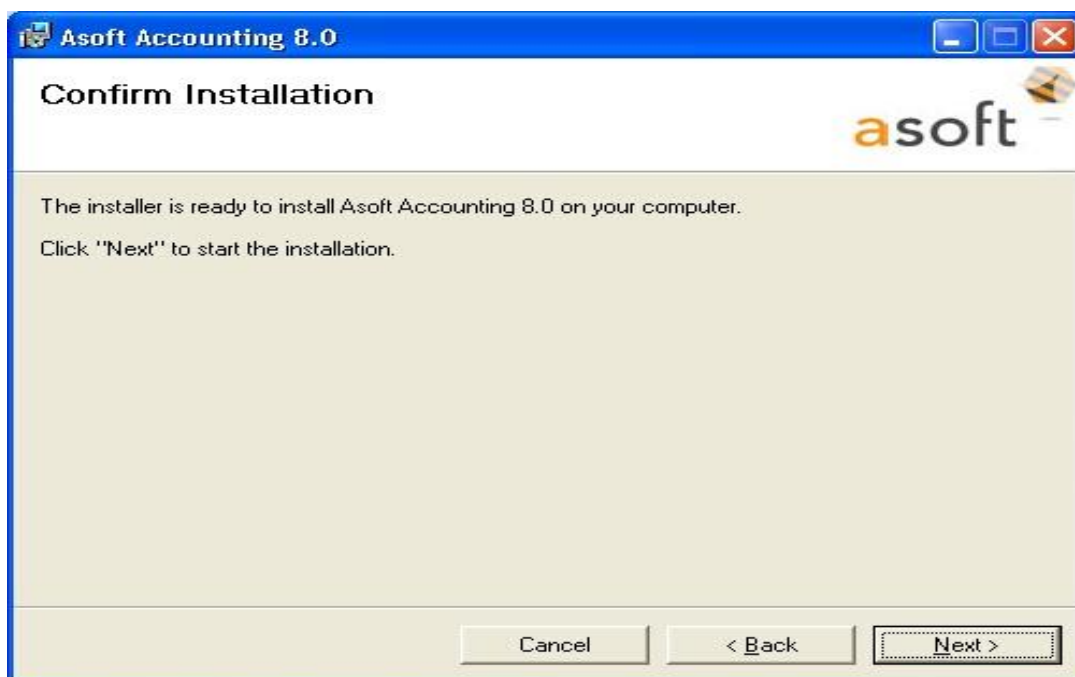 Asoft Accounting 8.0
Confirm Installation
asoft
The installer is ready to install Asoft Accounting 8.0 on your computer.
Click "Next" to start the installation.
Cancel
< Back
Next >